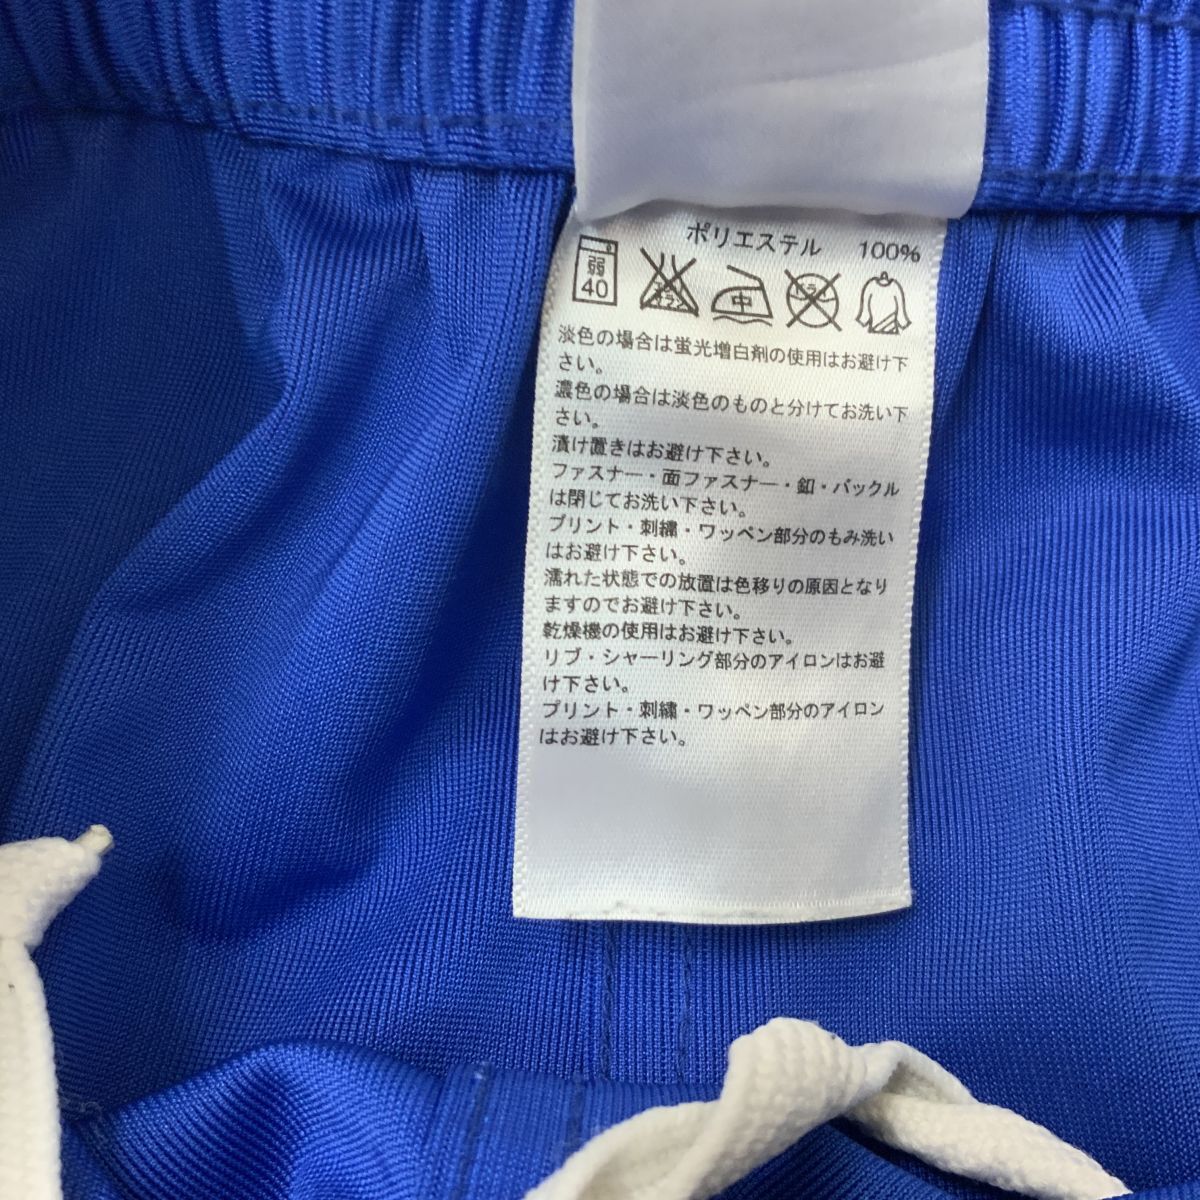 ポリエステル 100%
弱 40 エンソサラシ 中 ドライ
淡色の場合は蛍光増白剤の使用はお避け下
さい。
濃色の場合は淡色のものと分けてお洗い下
さい。
漬け置きはお避け下さい。
ファスナー・面ファスナー・釦・バックル
は閉じてお洗い下さい。
プリント・刺繍・ワッペン部分のもみ洗い
はお避け下さい。
濡れた状態での放置は色移りの原因となり
ますのでお避け下さい。
乾燥機の使用はお避け下さい。
リブ・シャーリング部分のアイロンはお避
け下さい。
プリント・刺繍・ワッペン部分のアイロン
はお避け下さい。